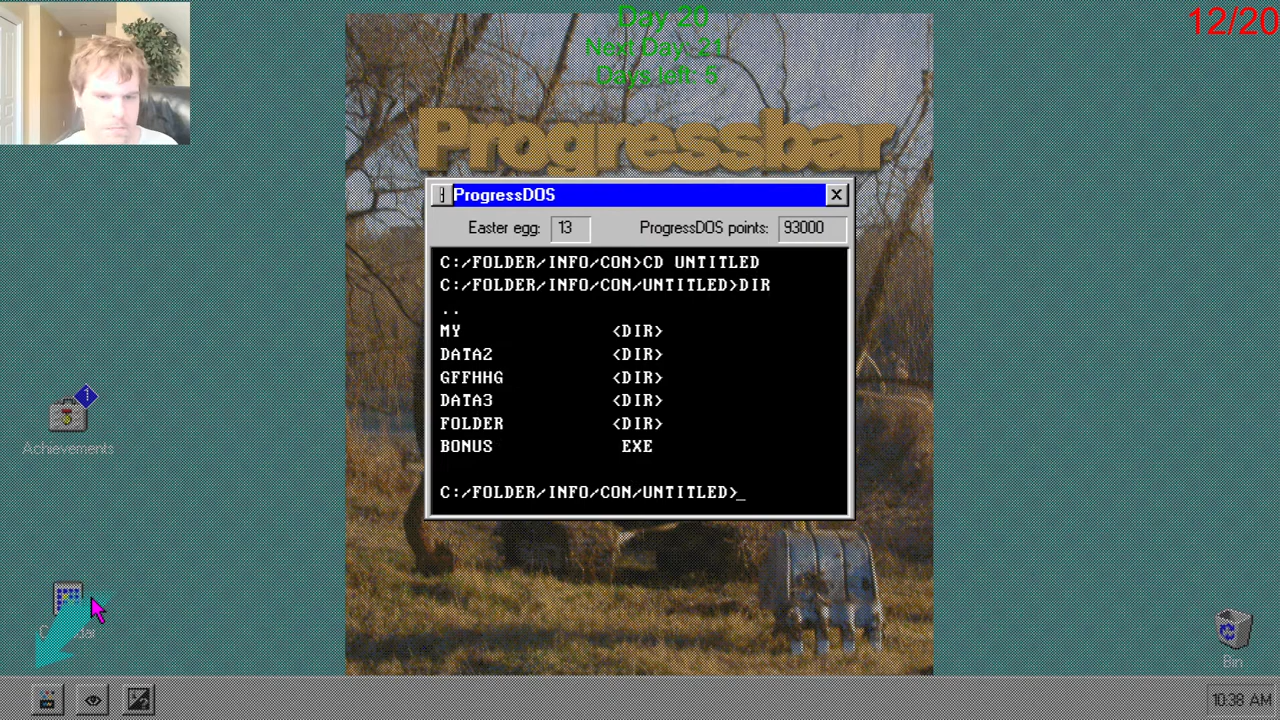 Day 20
Next Day: 21
Days left: 5
12/20
Progressbar
ProgressDOS
Easter egg: 13 ProgressDOS points: 93000
C:/FOLDER/INFO/CON>CD UNTITLED
C:/FOLDER/INFO/CON/UNTITLED>DIR
..
MY <DIR>
DATA2 <DIR>
GFFHHG <DIR>
DATA3 <DIR>
FOLDER <DIR>
BONUS EXE
C:/FOLDER/INFO/CON/UNTITLED>_
1
Achievements
Bin
10:38 AM